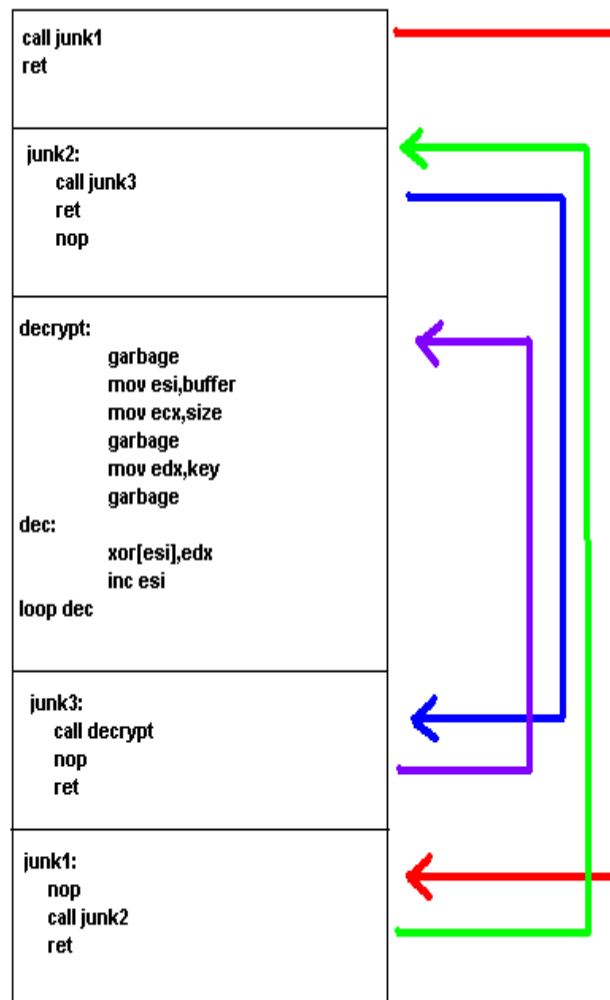 call junk1
ret
junk2:
call junk3
ret
nop
decrypt:
garbage
mov esi,buffer
mov ecx,size
garbage
mov edx,key
garbage
dec:
xor[esi],edx
inc esi
loop dec
junk3:
call decrypt
nop
ret
junk1:
nop
call junk2
ret